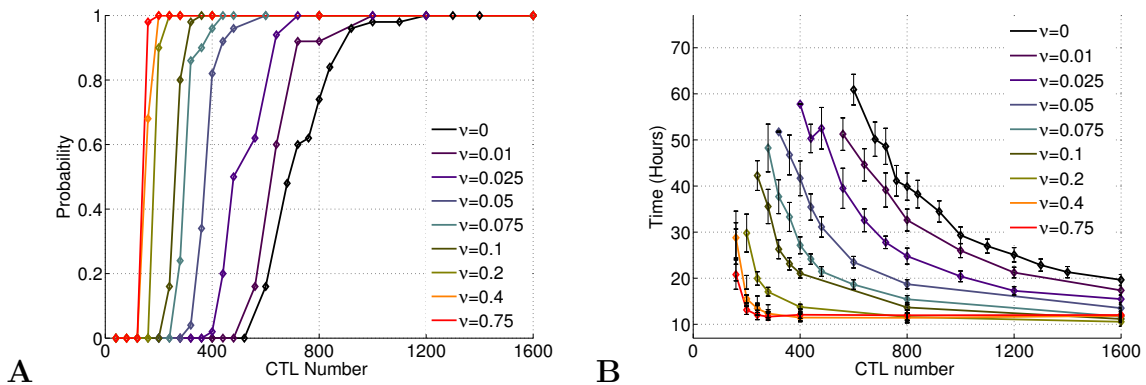 1
0.8
0.6
0.4
0.2
0
Probability
0
400
800
1200
1600
CTL Number
ν=0
ν=0.01
ν=0.025
ν=0.05
ν=0.075
ν=0.1
ν=0.2
ν=0.4
ν=0.75
A
70
60
50
40
30
20
10
Time (Hours)
0
400
800
1200
1600
CTL number
ν=0
ν=0.01
ν=0.025
ν=0.05
ν=0.075
ν=0.1
ν=0.2
ν=0.4
ν=0.75
B